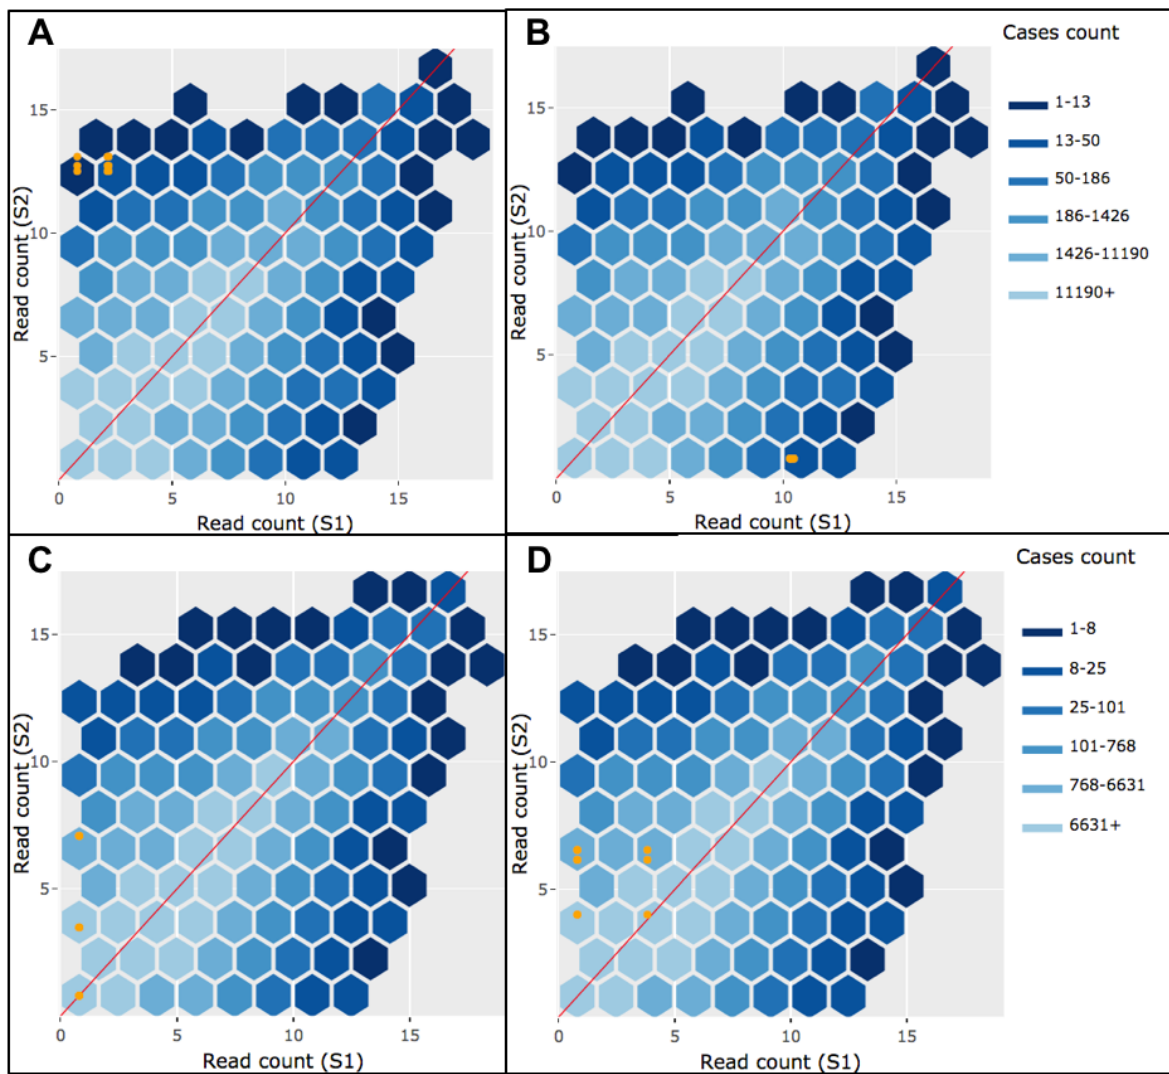 A
15
10
5
0
0 5 10 15
Read count (S2)
Read count (S1)
B
15
10
5
0
0 5 10 15
Read count (S2)
Read count (S1)
Cases count
1-13
13-50
50-186
186-1426
1426-11190
11190+
C
15
10
5
0
0 5 10 15
Read count (S2)
Read count (S1)
D
15
10
5
0
0 5 10 15
Read count (S2)
Read count (S1)
Cases count
1-8
8-25
25-101
101-768
768-6631
6631+